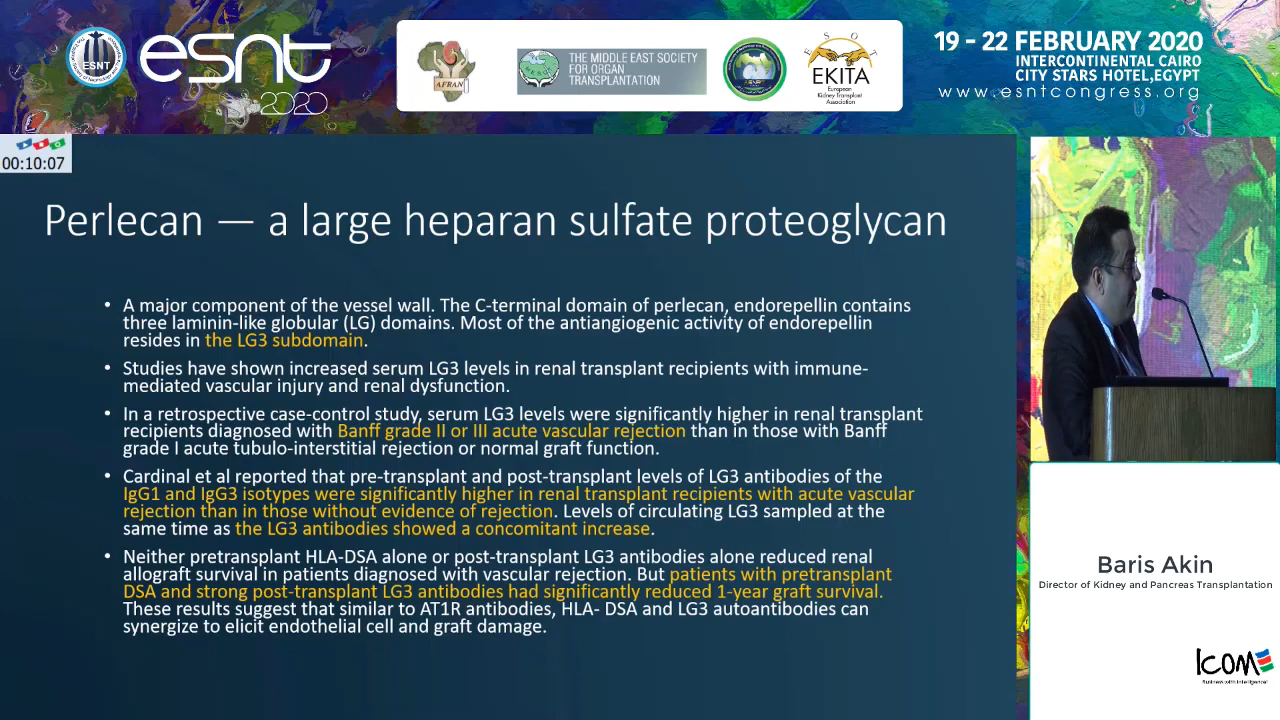 ESNT
esnt
2020
AFRAN
THE MIDDLE EAST SOCIETY
FOR ORGAN
TRANSPLANTATION
ESOT
EKITA
European
Kidney Transplant
Association
19 - 22 FEBRUARY 2020
INTERCONTINENTAL CAIRO
CITY STARS HOTEL,EGYPT
www.esntcongress.org
00:10:07
Perlecan — a large heparan sulfate proteoglycan
• A major component of the vessel wall. The C-terminal domain of perlecan, endorepellin contains
three laminin-like globular (LG) domains. Most of the antiangiogenic activity of endorepellin
resides in the LG3 subdomain.
• Studies have shown increased serum LG3 levels in renal transplant recipients with immune-
mediated vascular injury and renal dysfunction.
• In a retrospective case-control study, serum LG3 levels were significantly higher in renal transplant
recipients diagnosed with Banff grade II or III acute vascular rejection than in those with Banff
grade I acute tubulo-interstitial rejection or normal graft function.
• Cardinal et al reported that pre-transplant and post-transplant levels of LG3 antibodies of the
IgG1 and IgG3 isotypes were significantly higher in renal transplant recipients with acute vascular
rejection than in those without evidence of rejection. Levels of circulating LG3 sampled at the
same time as the LG3 antibodies showed a concomitant increase.
• Neither pretransplant HLA-DSA alone or post-transplant LG3 antibodies alone reduced renal
allograft survival in patients diagnosed with vascular rejection. But patients with pretransplant
DSA and strong post-transplant LG3 antibodies had significantly reduced 1-year graft survival.
These results suggest that similar to AT1R antibodies, HLA- DSA and LG3 autoantibodies can
synergize to elicit endothelial cell and graft damage.
Baris Akin
Director of Kidney and Pancreas Transplantation
ICOM
Business with intelligence!